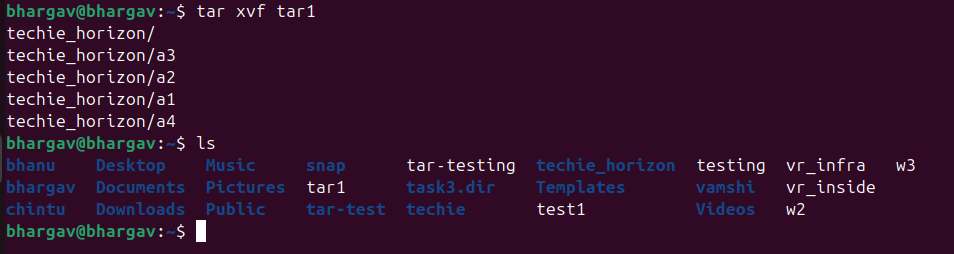 bhargav@bhargav:~$ tar xvf tar1
techie_horizon/
techie_horizon/a3
techie_horizon/a2
techie_horizon/a1
techie_horizon/a4
bhargav@bhargav:~$ ls
bhanu    Desktop    Music     snap      tar-testing  techie_horizon  testing  vr_infra   w3
bhargav  Documents  Pictures  tar1      task3.dir    Templates       vamshi   vr_inside
chintu   Downloads  Public    tar-test  techie       test1           Videos   w2
bhargav@bhargav:~$